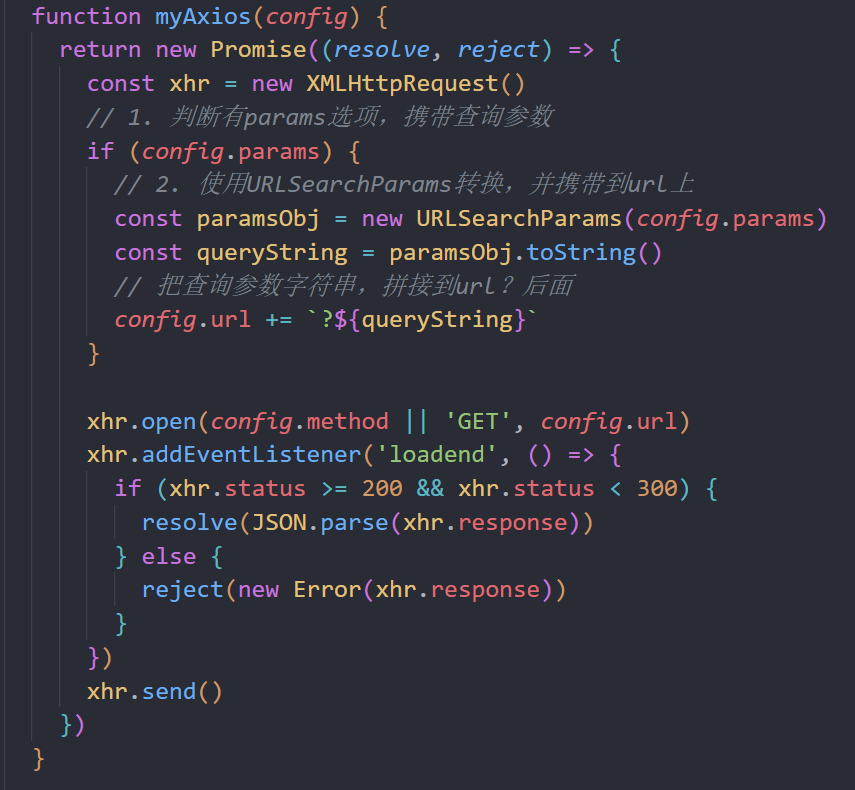 function myAxios(config) {
  return new Promise((resolve, reject) => {
    const xhr = new XMLHttpRequest()
    // 1. 判断有params选项，携带查询参数
    if (config.params) {
      // 2. 使用URLSearchParams转换，并携带到url上
      const paramsObj = new URLSearchParams(config.params)
      const queryString = paramsObj.toString()
      // 把查询参数字符串，拼接到url？后面
      config.url += `?${queryString}`
    }

    xhr.open(config.method || 'GET', config.url)
    xhr.addEventListener('loadend', () => {
      if (xhr.status >= 200 && xhr.status < 300) {
        resolve(JSON.parse(xhr.response))
      } else {
        reject(new Error(xhr.response))
      }
    })
    xhr.send()
  })
}